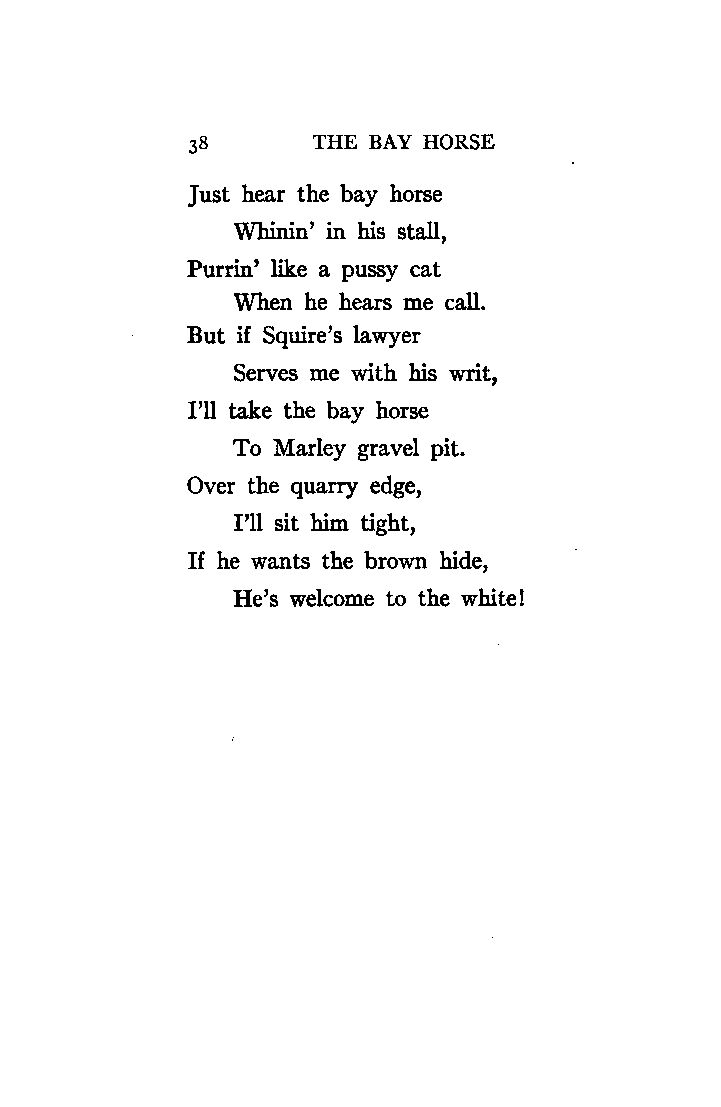 38 THE BAY HORSE
Just hear the bay horse
Whinin' in his stall,
Purrin' like a pussy cat
When he hears me call.
But if Squire's lawyer
Serves me with his writ,
I'll take the bay horse
To Marley gravel pit.
Over the quarry edge,
I'll sit him tight,
If he wants the brown hide,
He's welcome to the white!